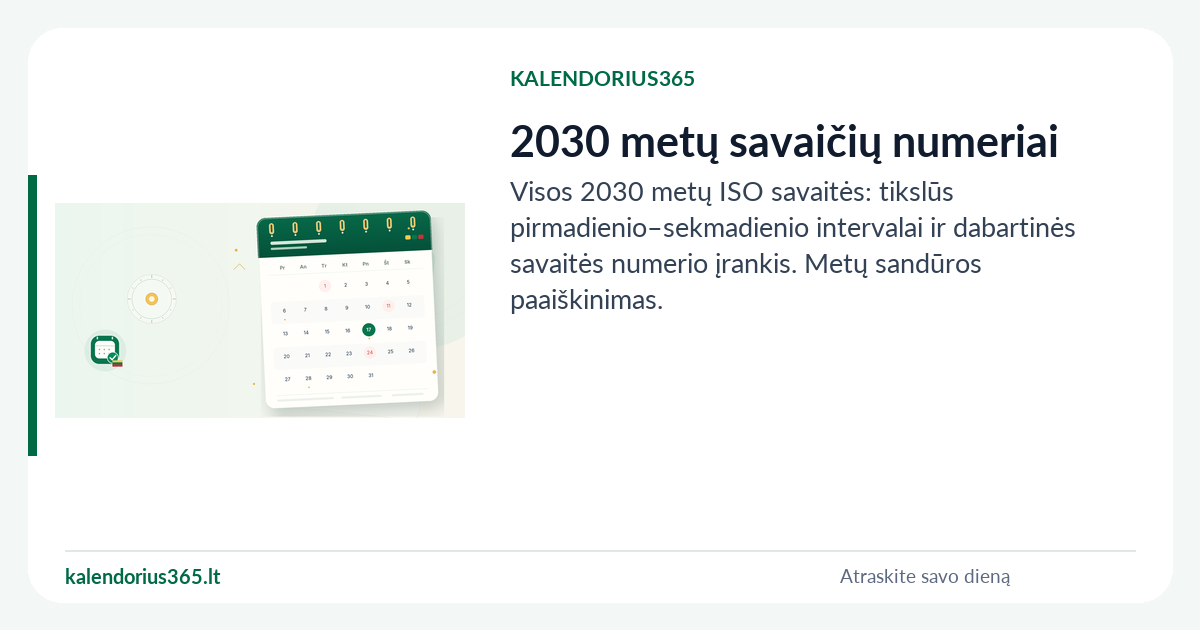 KALENDORIUS365
2030 metų savaičių numeriai
Visos 2030 metų ISO savaitės: tikslūs
pirmadienio–sekmadienio intervalai ir dabartinės
savaitės numerio įrankis. Metų sandūros
paaiškinimas.
Pr An Tr Kt Pn Št Sk
1 2 3 4 5
6 7 8 9 10 11 12
13 14 15 16 17 18 19
20 21 22 23 24 25 26
27 28 29 30 31
kalendorius365.lt
Atraskite savo dieną